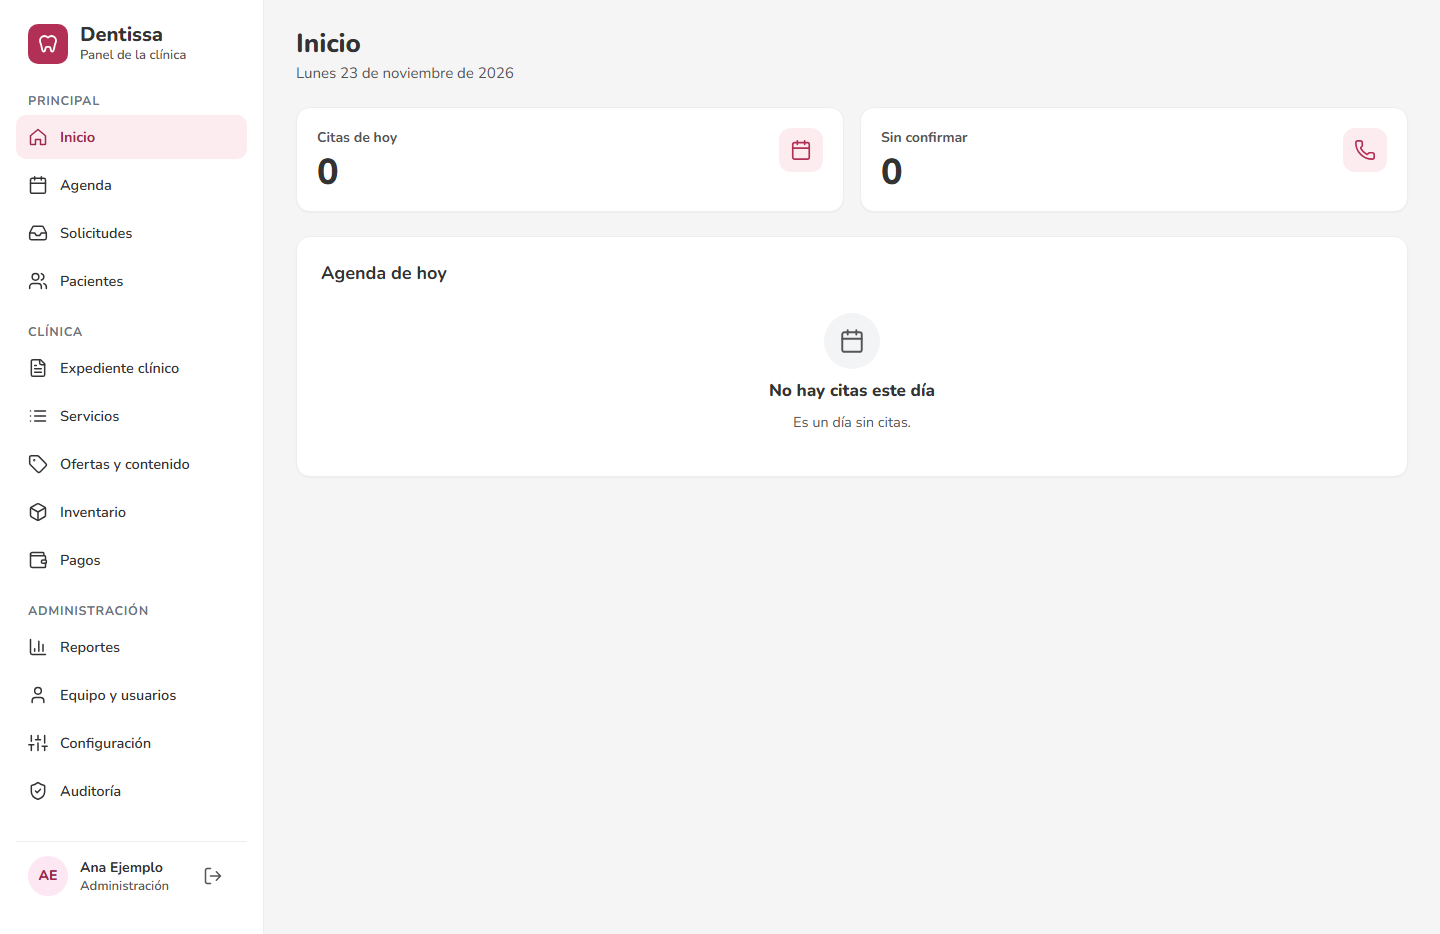 Dentissa
Panel de la clínica
PRINCIPAL
Inicio
Agenda
Solicitudes
Pacientes
CLÍNICA
Expediente clínico
Servicios
Ofertas y contenido
Inventario
Pagos
ADMINISTRACIÓN
Reportes
Equipo y usuarios
Configuración
Auditoría
AE
Ana Ejemplo
Administración
Inicio
Lunes 23 de noviembre de 2026
Citas de hoy
0
Sin confirmar
0
Agenda de hoy
No hay citas este día
Es un día sin citas.